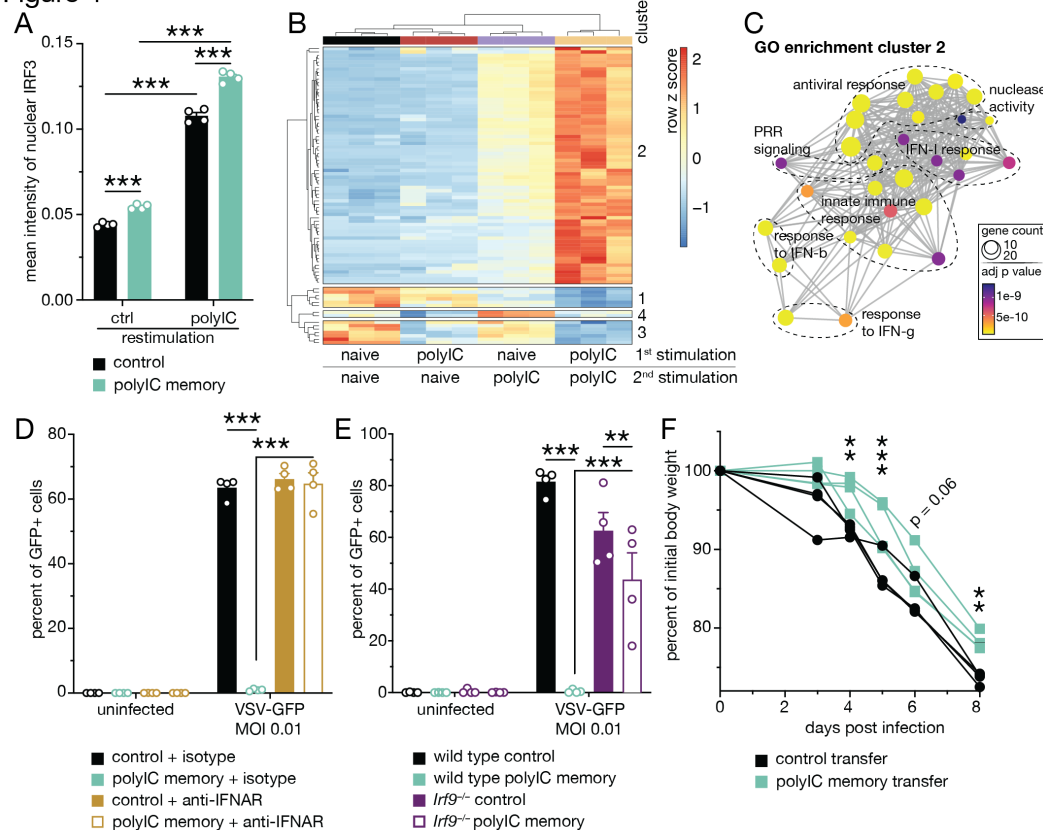 A
mean intensity of nuclear IRF3
0.15
0.10
0.05
0.00
***
***
***
***
ctrl
polyIC
restimulation
control
polyIC memory
B
cluster
2
1
4
3
row z score
2
1
0
−1
naive polyIC naive polyIC 1st stimulation
naive naive polyIC polyIC 2nd stimulation
C
GO enrichment cluster 2
antiviral response
nuclease
activity
PRR
signaling
IFN-I response
innate immune
response
response
to IFN-b
response
to IFN-g
gene count
10
20
adj p value
1e-9
5e-10
D
percent of GFP+ cells
80
60
40
20
0
***
***
uninfected
VSV-GFP
MOI 0.01
control + isotype
polyIC memory + isotype
control + anti-IFNAR
polyIC memory + anti-IFNAR
E
percent of GFP+ cells
100
80
60
40
20
0
***
**
***
uninfected
VSV-GFP
MOI 0.01
wild type control
wild type polyIC memory
Irf9−/− control
Irf9−/− polyIC memory
F
percent of initial body weight
100
90
80
**
***
p = 0.06
**
0 2 4 6 8
days post infection
control transfer
polyIC memory transfer